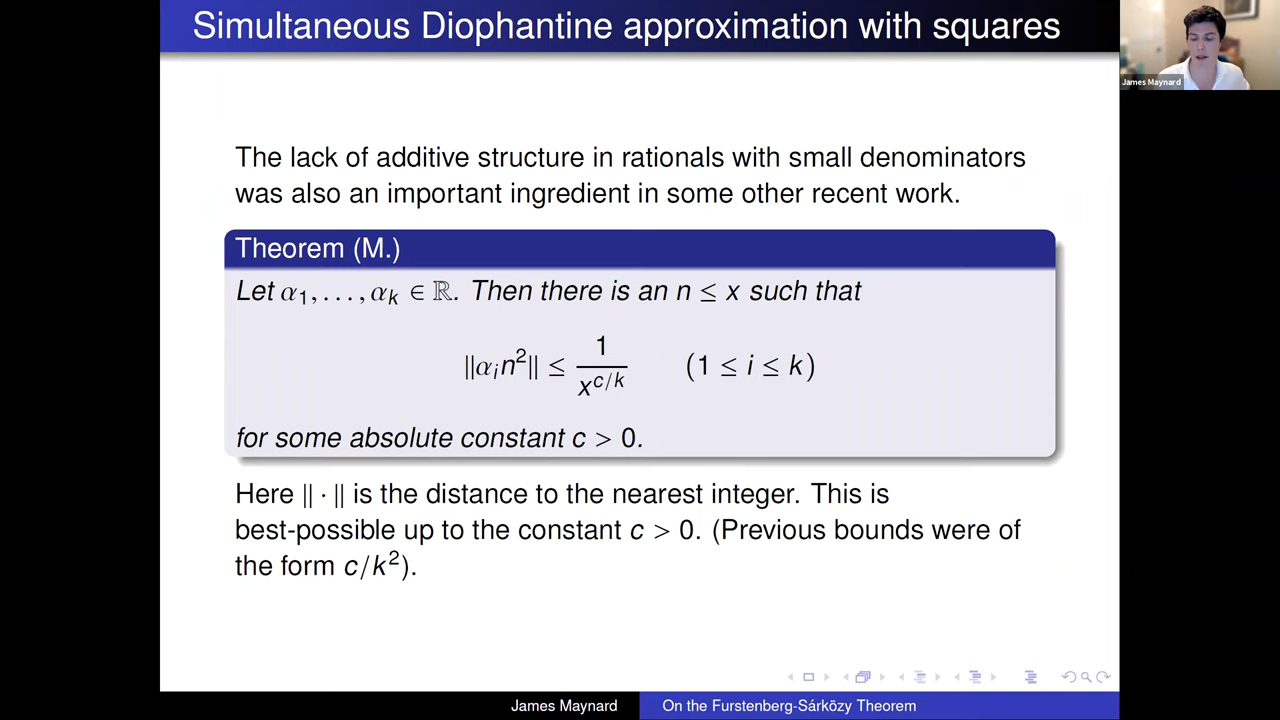 Simultaneous Diophantine approximation with squares
James Maynard
The lack of additive structure in rationals with small denominators
was also an important ingredient in some other recent work.
Theorem (M.)
Let α₁, . . . , αₖ ∈ ℝ. Then there is an n ≤ x such that
‖αᵢn²‖ ≤ 1/x^{c/k} (1 ≤ i ≤ k)
for some absolute constant c > 0.
Here ‖ · ‖ is the distance to the nearest integer. This is
best-possible up to the constant c > 0. (Previous bounds were of
the form c/k²).
James Maynard On the Furstenberg-Sárközy Theorem